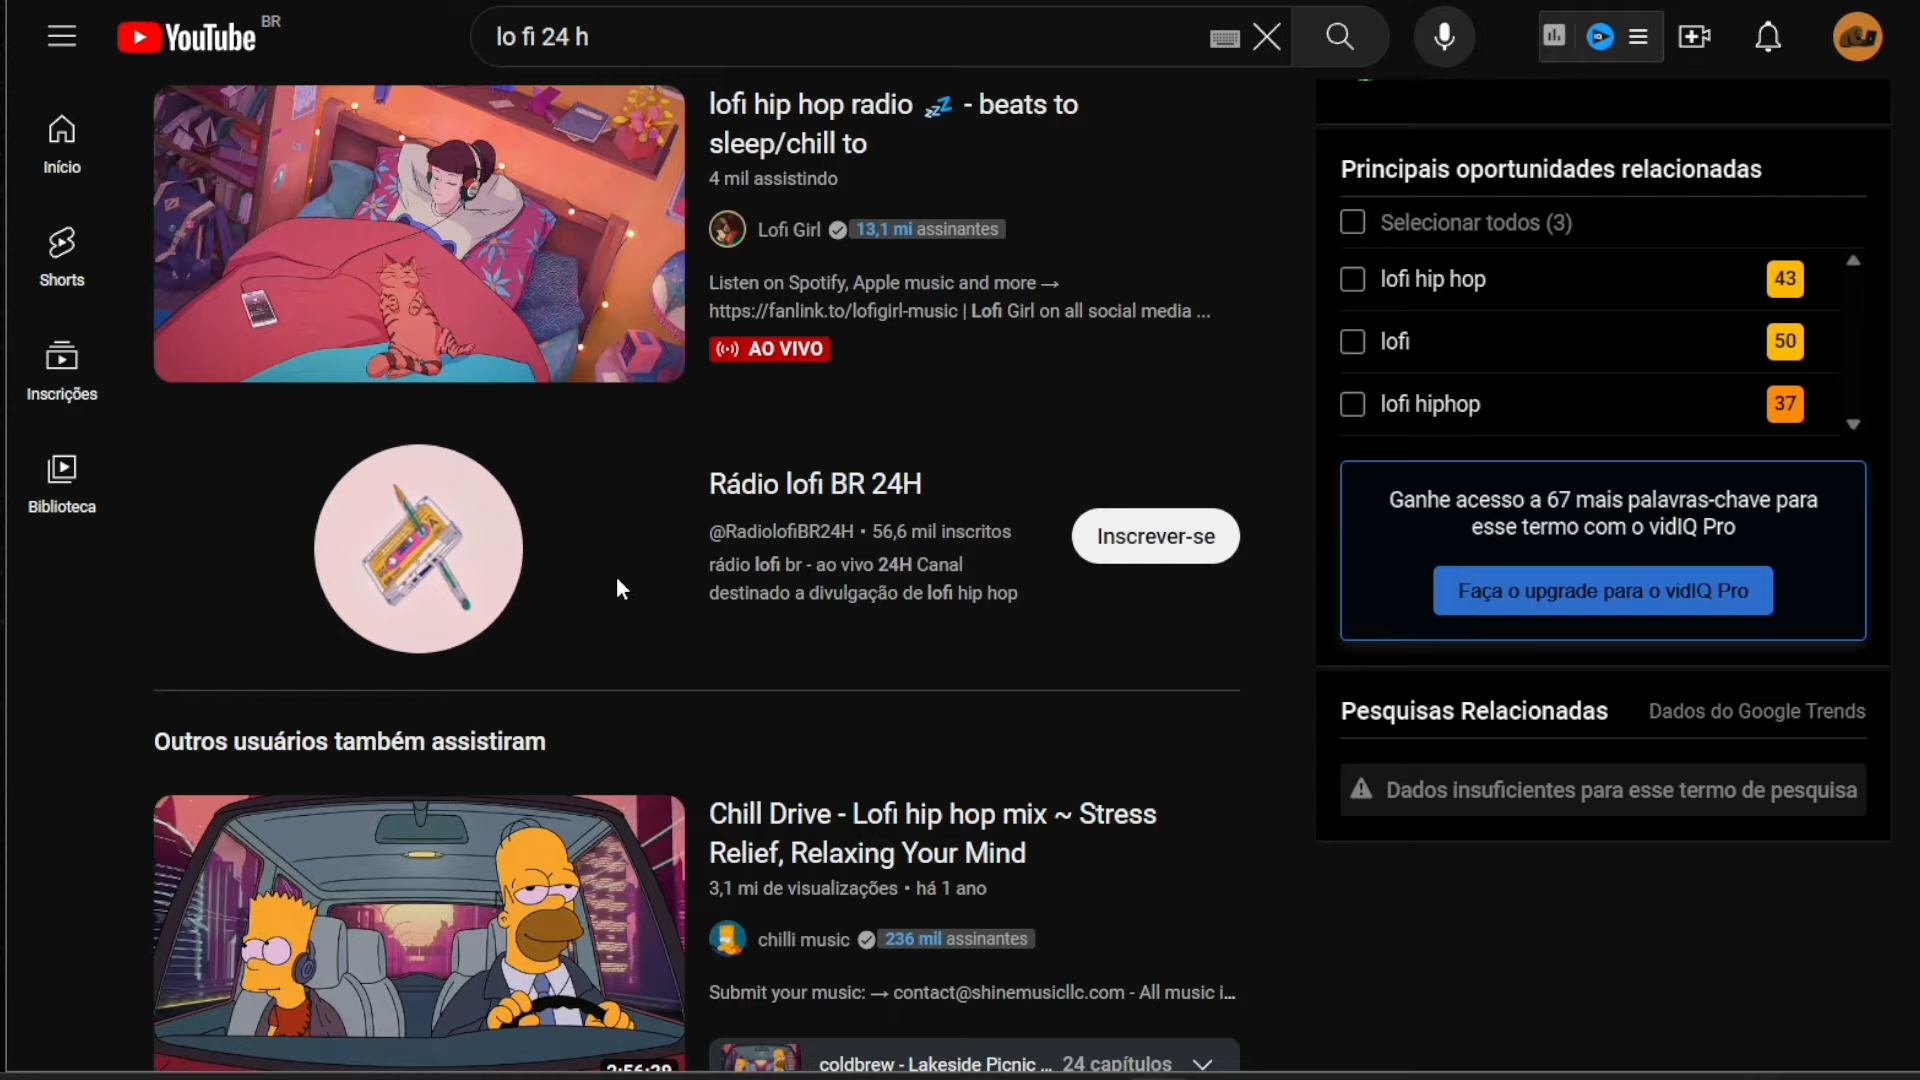 YouTube BR
lo fi 24 h
Início
Shorts
Inscrições
Biblioteca
lofi hip hop radio 💤 - beats to
sleep/chill to
4 mil assistindo
Lofi Girl 13,1 mi assinantes
Listen on Spotify, Apple music and more →
https://fanlink.to/lofigirl-music | Lofi Girl on all social media ...
AO VIVO
Rádio lofi BR 24H
@RadiolofiBR24H • 56,6 mil inscritos
rádio lofi br - ao vivo 24H Canal
destinado a divulgação de lofi hip hop
Inscrever-se
Outros usuários também assistiram
Chill Drive - Lofi hip hop mix ~ Stress
Relief, Relaxing Your Mind
3,1 mi de visualizações • há 1 ano
chilli music 236 mil assinantes
Submit your music: → contact@shinemusicllc.com - All music i...
coldbrew - Lakeside Picnic ... 24 capítulos
2:56:29
Principais oportunidades relacionadas
Selecionar todos (3)
lofi hip hop 43
lofi 50
lofi hiphop 37
Ganhe acesso a 67 mais palavras-chave para
esse termo com o vidIQ Pro
Faça o upgrade para o vidIQ Pro
Pesquisas Relacionadas Dados do Google Trends
Dados insuficientes para esse termo de pesquisa